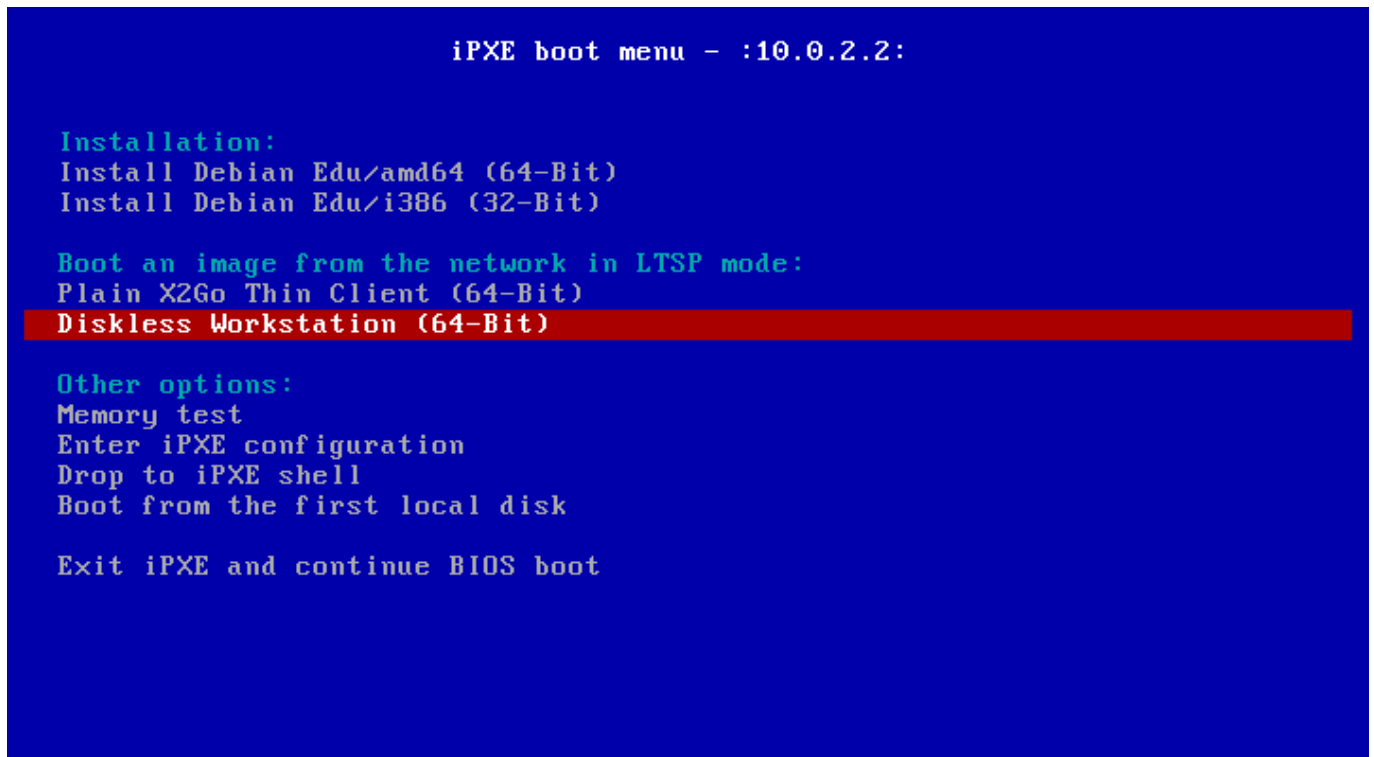 iPXE boot menu - :10.0.2.2:
Installation:
Install Debian Edu/amd64 (64-Bit)
Install Debian Edu/i386 (32-Bit)
Boot an image from the network in LTSP mode:
Plain X2Go Thin Client (64-Bit)
Diskless Workstation (64-Bit)
Other options:
Memory test
Enter iPXE configuration
Drop to iPXE shell
Boot from the first local disk
Exit iPXE and continue BIOS boot